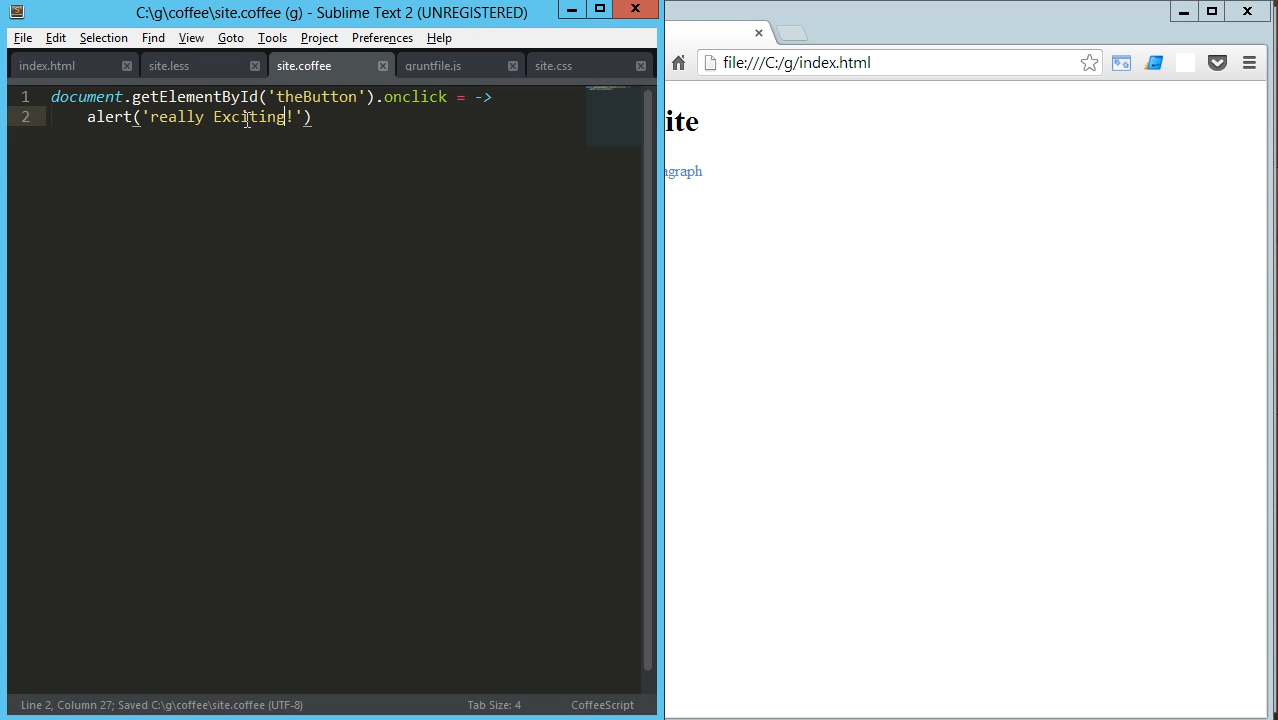 C:\g\coffee\site.coffee (g) - Sublime Text 2 (UNREGISTERED)
File Edit Selection Find View Goto Tools Project Preferences Help
index.html site.less site.coffee gruntfile.js site.css
1 document.getElementById('theButton').onclick = ->
2 alert('really Exciting!')
Line 2, Column 27; Saved C:\g\coffee\site.coffee (UTF-8) Tab Size: 4 CoffeeScript
file:///C:/g/index.html
ite
agraph